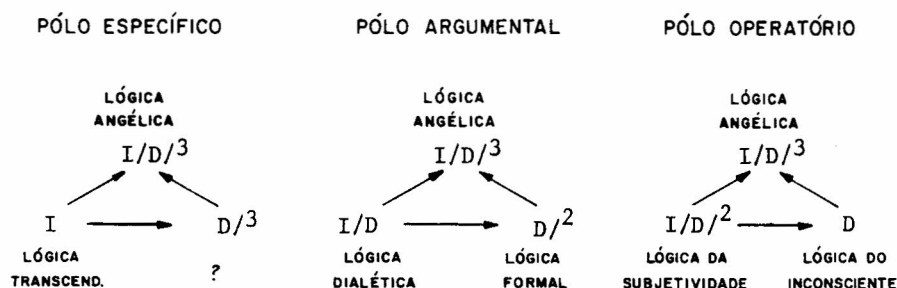 PÓLO ESPECÍFICO
LÓGICA
ANGÉLICA
I/D/³
I
D/³
LÓGICA
TRANSCEND.
?
PÓLO ARGUMENTAL
LÓGICA
ANGÉLICA
I/D/³
I/D
D/²
LÓGICA
DIALÉTICA
LÓGICA
FORMAL
PÓLO OPERATÓRIO
LÓGICA
ANGÉLICA
I/D/³
I/D/²
D
LÓGICA DA
SUBJETIVIDADE
LÓGICA DO
INCONSCIENTE